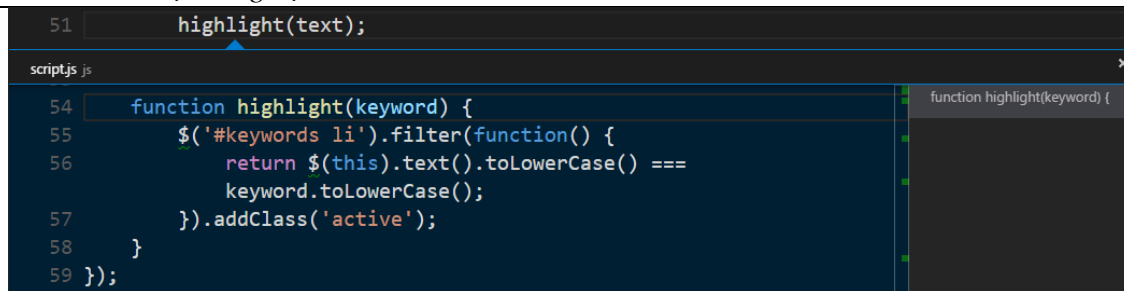 51 highlight(text);
script.js js
×
54 function highlight(keyword) {
function highlight(keyword) {
55 $('#keywords li').filter(function() {
56 return $(this).text().toLowerCase() ===
keyword.toLowerCase();
57 }).addClass('active');
58 }
59 });